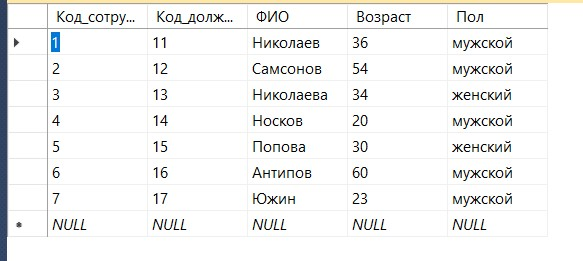 Код_сотру... Код_долж... ФИО Возраст Пол
1 11 Николаев 36 мужской
2 12 Самсонов 54 мужской
3 13 Николаева 34 женский
4 14 Носков 20 мужской
5 15 Попова 30 женский
6 16 Антипов 60 мужской
7 17 Южин 23 мужской
NULL NULL NULL NULL NULL